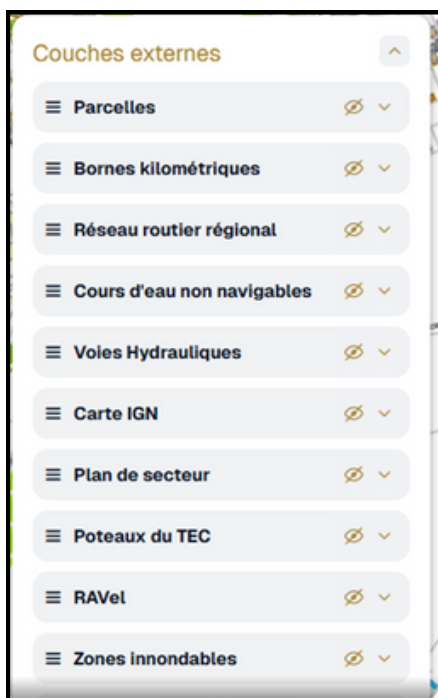 Couches externes
Parcelles
Bornes kilométriques
Réseau routier régional
Cours d'eau non navigables
Voies Hydrauliques
Carte IGN
Plan de secteur
Poteaux du TEC
RAVel
Zones innondables